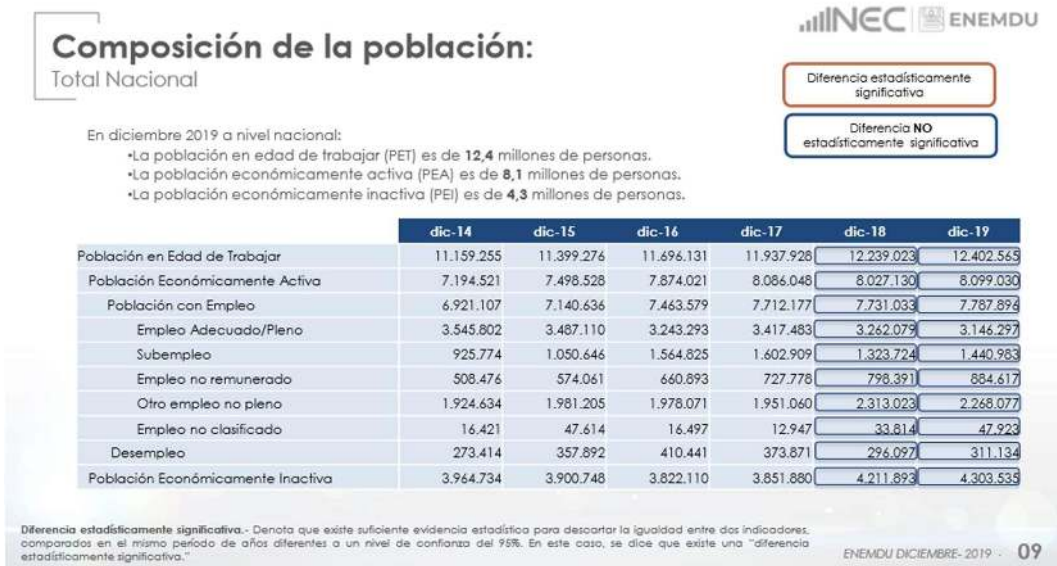 INEC ENEMDU
Composición de la población:
Total Nacional
Diferencia estadísticamente
significativa
Diferencia NO
estadísticamente significativa
En diciembre 2019 a nivel nacional:
•La población en edad de trabajar (PET) es de 12,4 millones de personas.
•La población económicamente activa (PEA) es de 8,1 millones de personas.
•La población económicamente inactiva (PEI) es de 4,3 millones de personas.
dic-14 dic-15 dic-16 dic-17 dic-18 dic-19
Población en Edad de Trabajar 11.159.255 11.399.276 11.696.131 11.937.928 12.239.023 12.402.565
Población Económicamente Activa 7.194.521 7.498.528 7.874.021 8.086.048 8.027.130 8.099.030
Población con Empleo 6.921.107 7.140.636 7.463.579 7.712.177 7.731.033 7.787.896
Empleo Adecuado/Pleno 3.545.802 3.487.110 3.243.293 3.417.483 3.262.079 3.146.297
Subempleo 925.774 1.050.646 1.564.825 1.602.909 1.323.724 1.440.983
Empleo no remunerado 508.476 574.061 660.893 727.778 798.391 884.617
Otro empleo no pleno 1.924.634 1.981.205 1.978.071 1.951.060 2.313.023 2.268.077
Empleo no clasificado 16.421 47.614 16.497 12.947 33.814 47.923
Desempleo 273.414 357.892 410.441 373.871 296.097 311.134
Población Económicamente Inactiva 3.964.734 3.900.748 3.822.110 3.851.880 4.211.893 4.303.535
Diferencia estadísticamente significativa.- Denota que existe suficiente evidencia estadística para descartar la igualdad entre dos indicadores,
comparados en el mismo período de años diferentes a un nivel de confianza del 95%. En este caso, se dice que existe una "diferencia
estadísticamente significativa."
ENEMDU DICIEMBRE- 2019 - 09